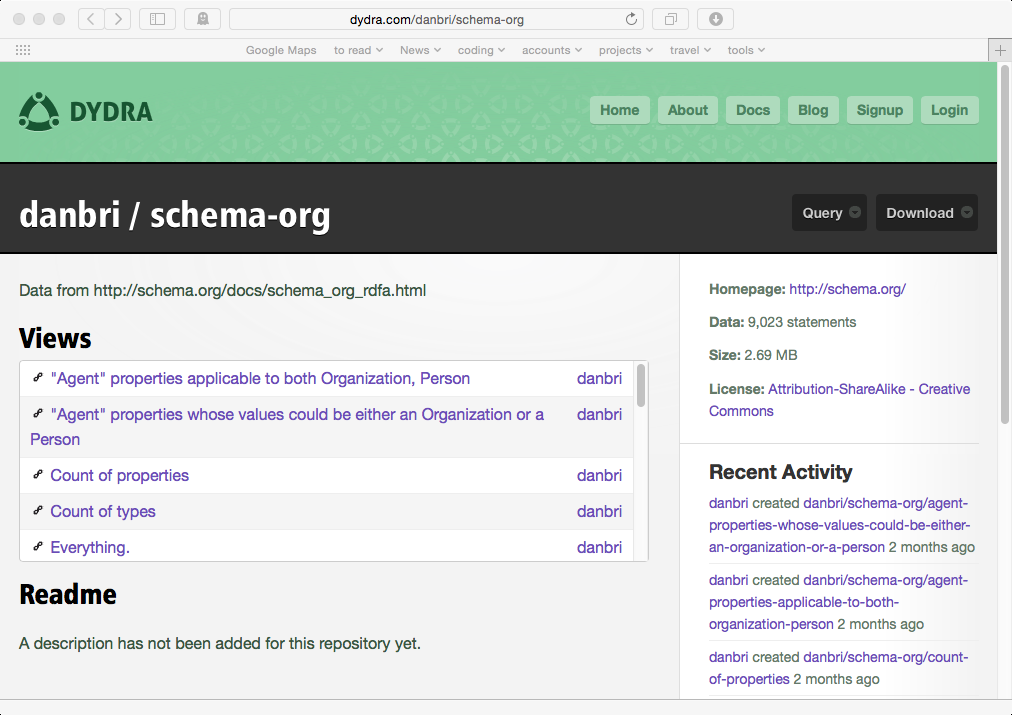 dydra.com/danbri/schema-org
Google Maps to read News coding accounts projects travel tools
DYDRA
Home About Docs Blog Signup Login
danbri / schema-org
Query Download
Data from http://schema.org/docs/schema_org_rdfa.html
Views
"Agent" properties applicable to both Organization, Person danbri
"Agent" properties whose values could be either an Organization or a danbri
Person
Count of properties danbri
Count of types danbri
Everything. danbri
Readme
A description has not been added for this repository yet.
Homepage: http://schema.org/
Data: 9,023 statements
Size: 2.69 MB
License: Attribution-ShareAlike - Creative
Commons
Recent Activity
danbri created danbri/schema-org/agent-
properties-whose-values-could-be-either-
an-organization-or-a-person 2 months ago
danbri created danbri/schema-org/agent-
properties-applicable-to-both-
organization-person 2 months ago
danbri created danbri/schema-org/count-
of-properties 2 months ago